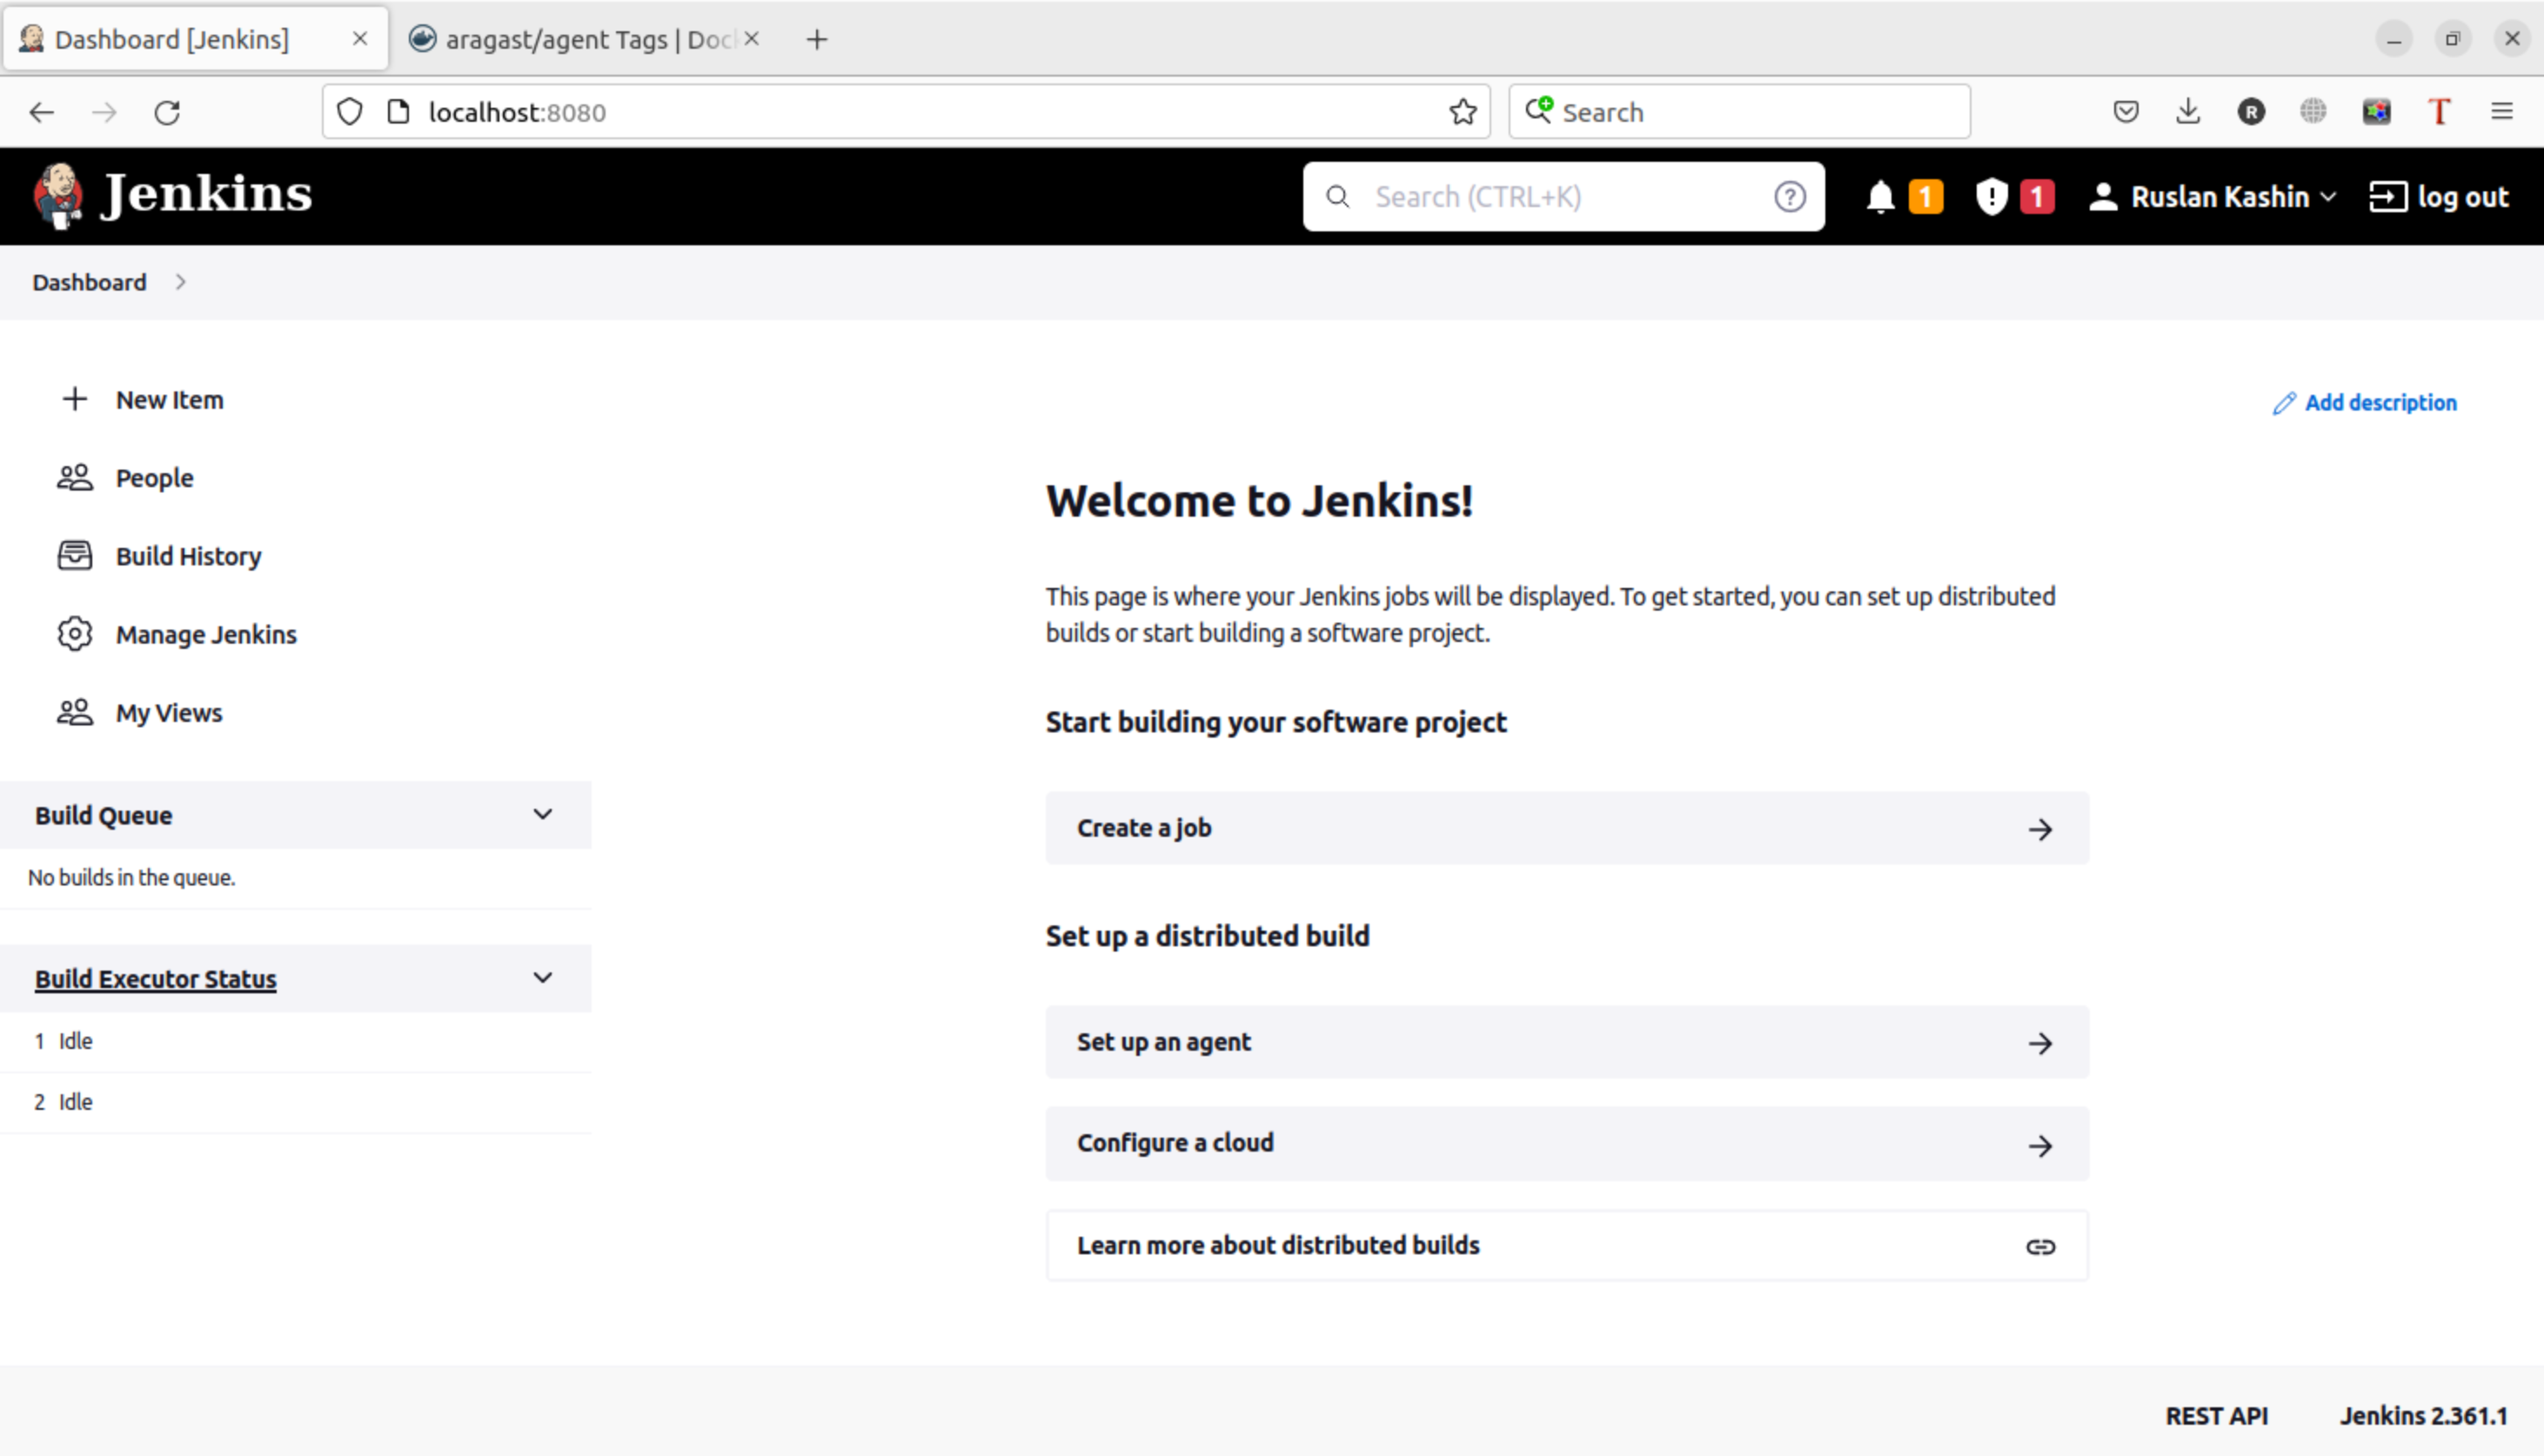 Dashboard [Jenkins]
aragast/agent Tags | Doc
localhost:8080
Search
R
T
Jenkins
Search (CTRL+K)
1
1
Ruslan Kashin
log out
Dashboard
New Item
People
Build History
Manage Jenkins
My Views
Add description
Welcome to Jenkins!
This page is where your Jenkins jobs will be displayed. To get started, you can set up distributed
builds or start building a software project.
Start building your software project
Create a job
Build Queue
No builds in the queue.
Set up a distributed build
Build Executor Status
1 Idle
2 Idle
Set up an agent
Configure a cloud
Learn more about distributed builds
REST API
Jenkins 2.361.1